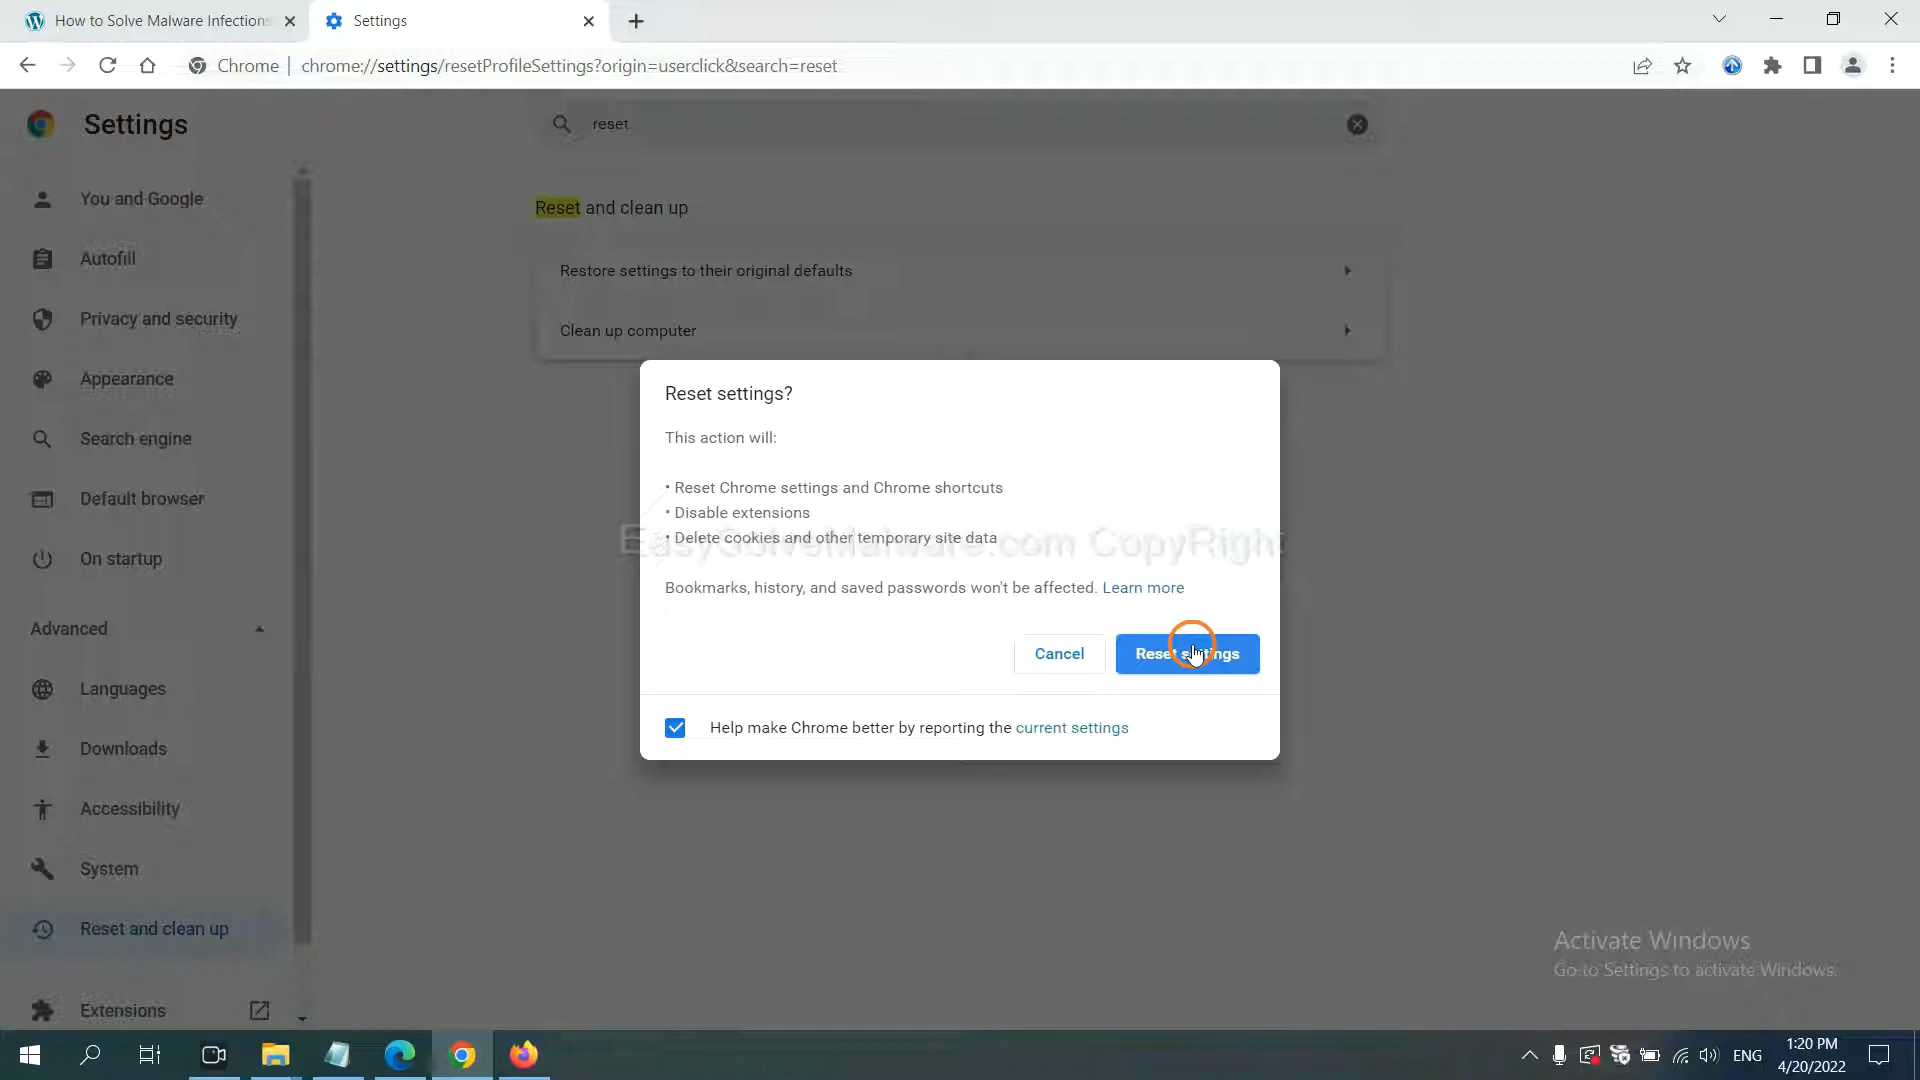 How to Solve Malware Infections
Settings
Chrome
chrome://settings/resetProfileSettings?origin=userclick&search=reset
Settings
reset
You and Google
Autofill
Privacy and security
Appearance
Search engine
Default browser
On startup
Advanced
Languages
Downloads
Accessibility
System
Reset and clean up
Extensions
Reset and clean up
Restore settings to their original defaults
Clean up computer
Reset settings?
This action will:
• Reset Chrome settings and Chrome shortcuts
• Disable extensions
• Delete cookies and other temporary site data
EasySolveMalware.com CopyRight
Bookmarks, history, and saved passwords won't be affected. Learn more
Cancel
Reset settings
Help make Chrome better by reporting the current settings
Activate Windows
Go to Settings to activate Windows.
ENG
1:20 PM
4/20/2022